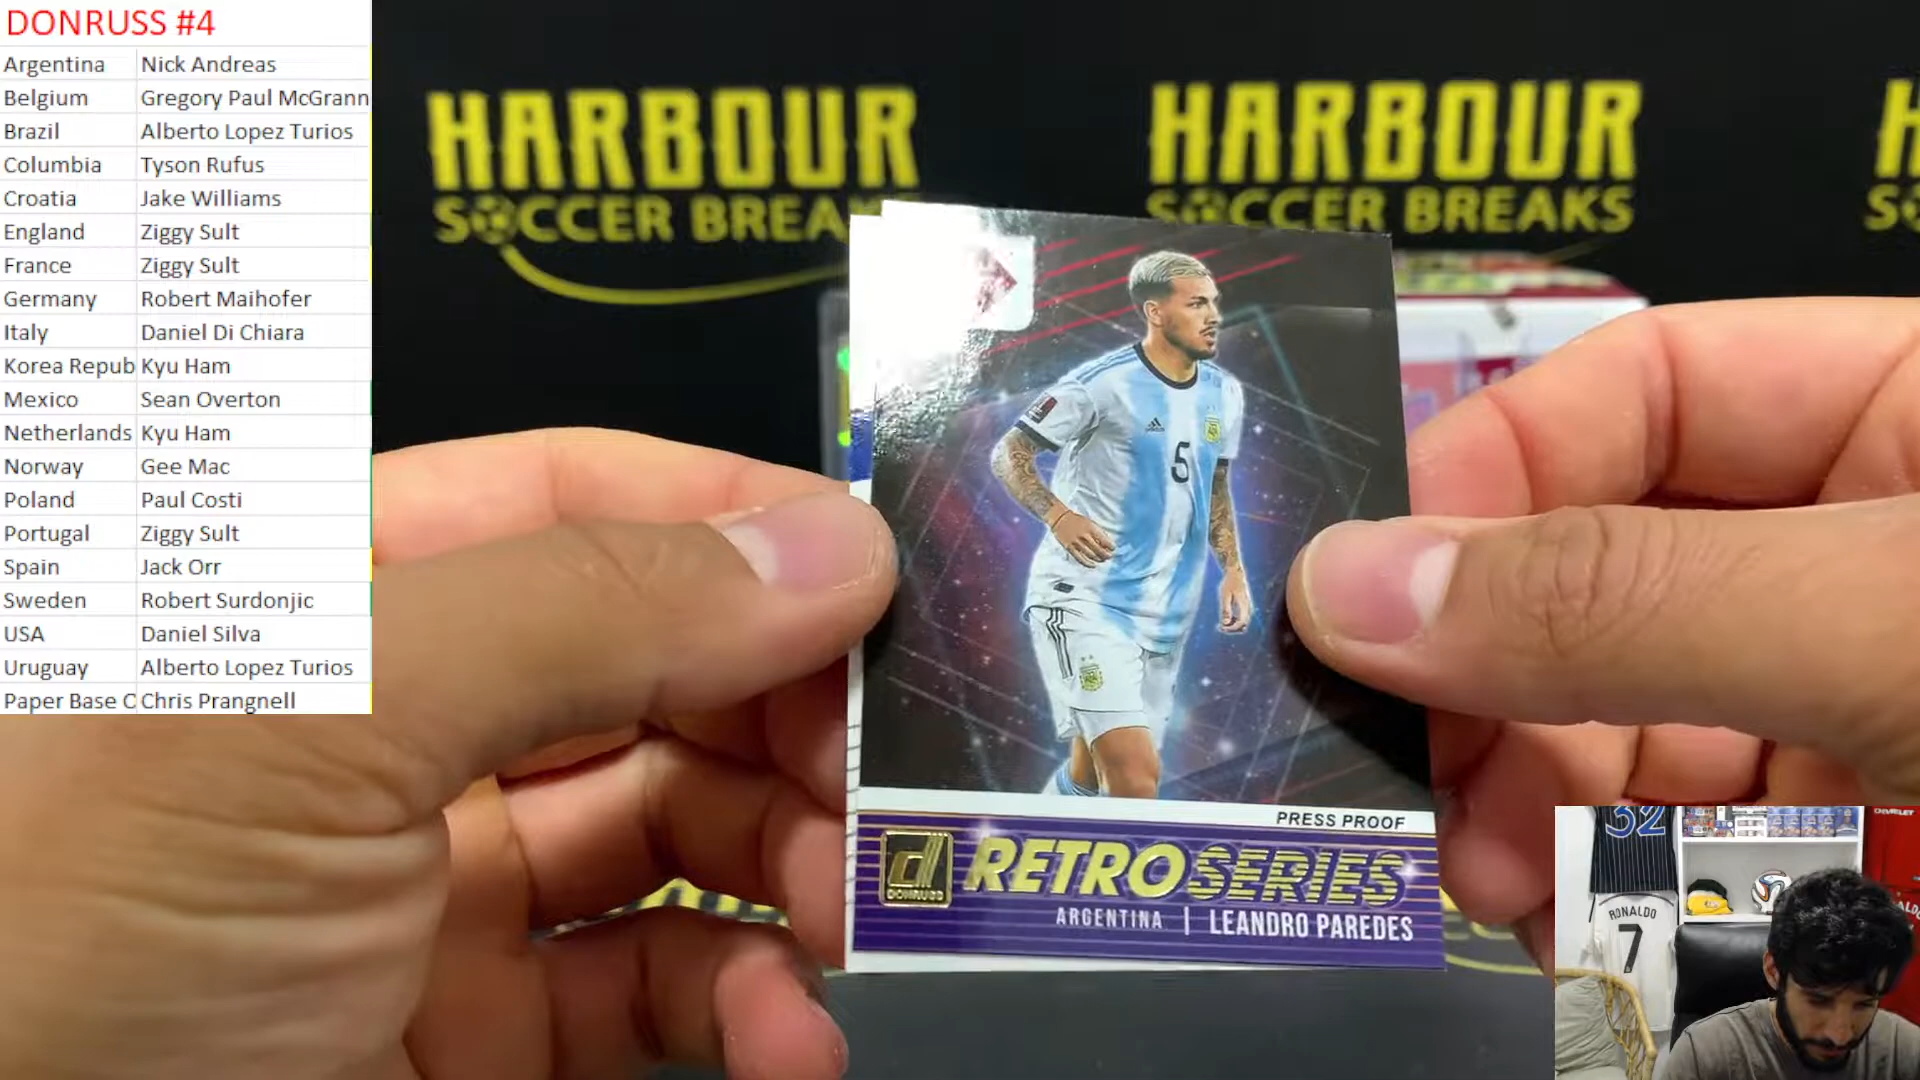 DONRUSS #4
Argentina Nick Andreas
Belgium Gregory Paul McGrann
Brazil Alberto Lopez Turios
Columbia Tyson Rufus
Croatia Jake Williams
England Ziggy Sult
France Ziggy Sult
Germany Robert Maihofer
Italy Daniel Di Chiara
Korea Repub Kyu Ham
Mexico Sean Overton
Netherlands Kyu Ham
Norway Gee Mac
Poland Paul Costi
Portugal Ziggy Sult
Spain Jack Orr
Sweden Robert Surdonjic
USA Daniel Silva
Uruguay Alberto Lopez Turios
Paper Base C Chris Prangnell
HARBOUR
SOCCER BREA
HARBOUR
SOCCER BREAKS
H
5
PRESS PROOF
DONRUSS
RETRO SERIES
ARGENTINA | LEANDRO PAREDES
32
RONALDO
7
CHEVROLET